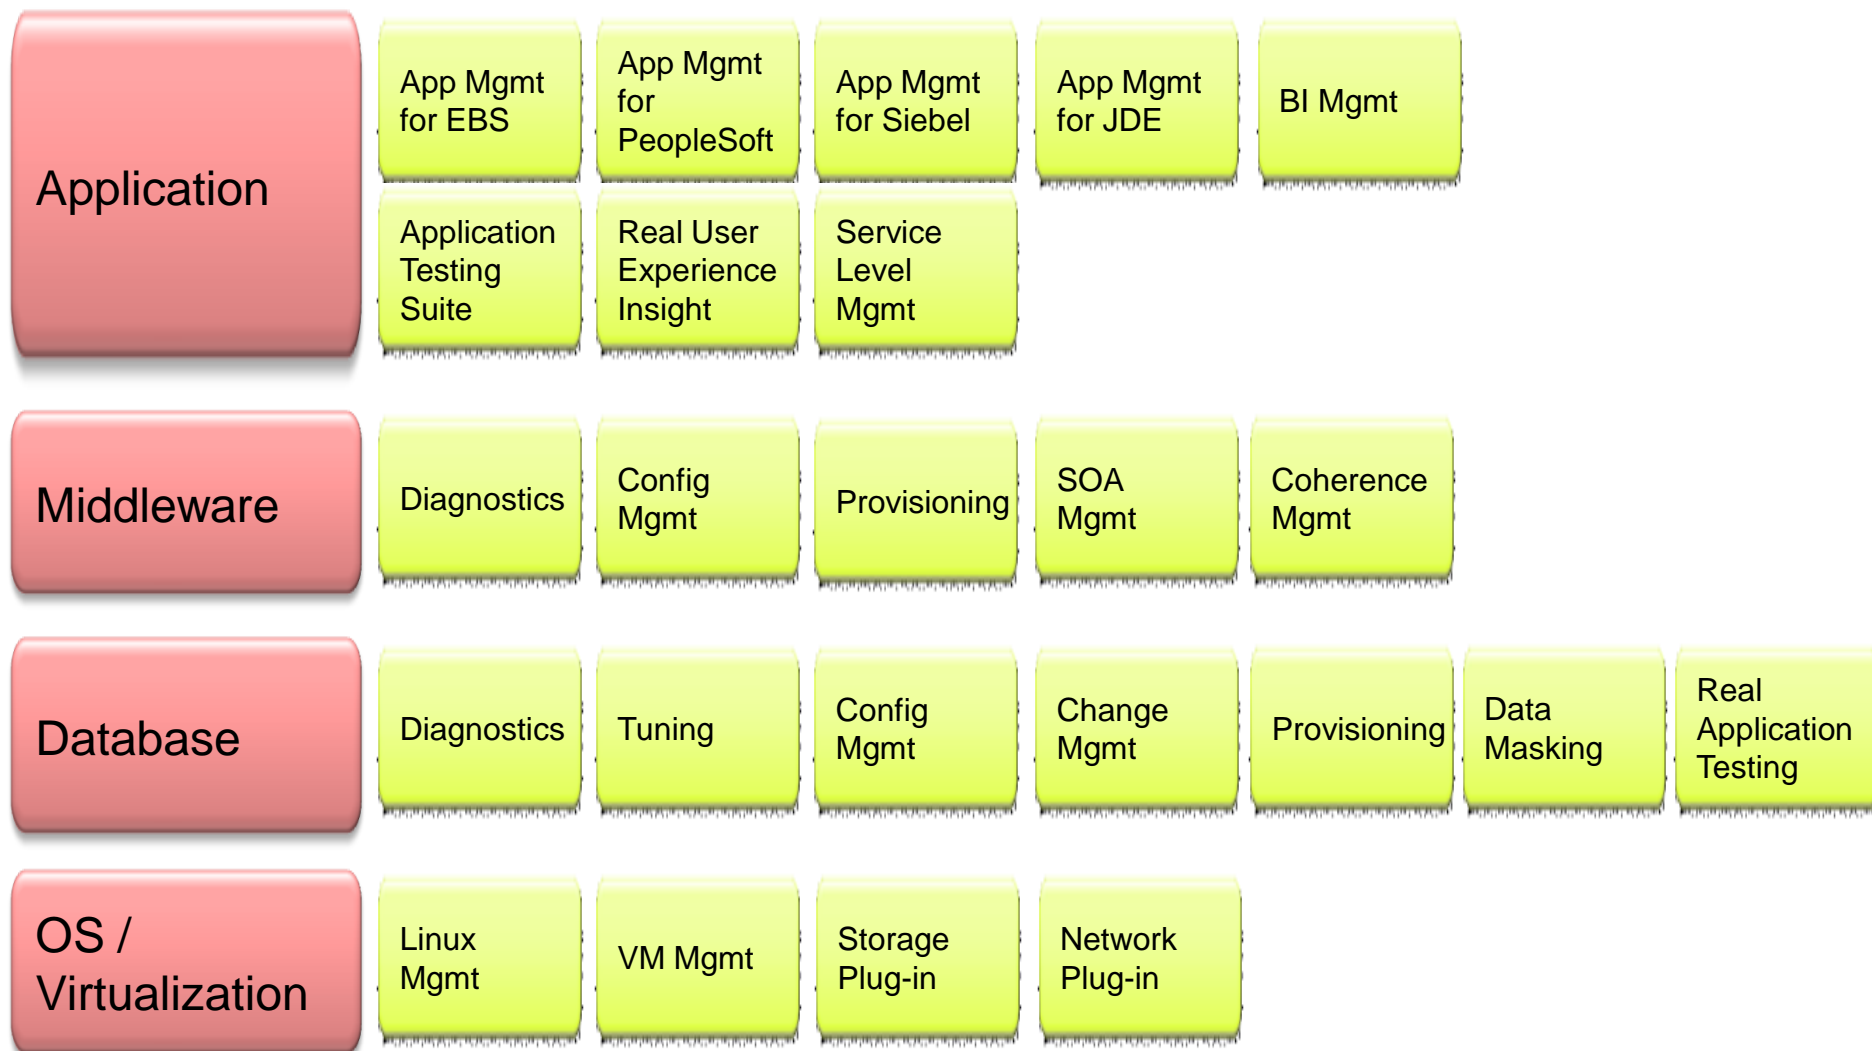 Application
App Mgmt
for EBS
App Mgmt
for
PeopleSoft
App Mgmt
for Siebel
App Mgmt
for JDE
BI Mgmt
Application
Testing
Suite
Real User
Experience
Insight
Service
Level
Mgmt
Middleware
Diagnostics
Config
Mgmt
Provisioning
SOA
Mgmt
Coherence
Mgmt
Database
Diagnostics
Tuning
Config
Mgmt
Change
Mgmt
Provisioning
Data
Masking
Real
Application
Testing
OS /
Virtualization
Linux
Mgmt
VM Mgmt
Storage
Plug-in
Network
Plug-in